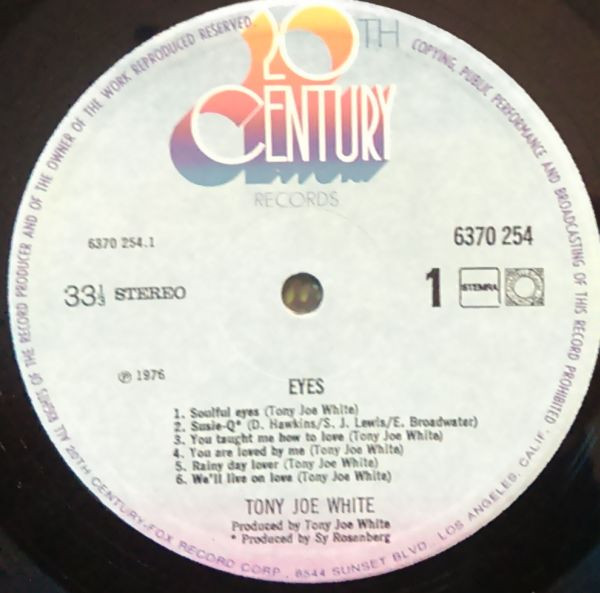 20TH
CENTURY
RECORDS
6370 254.1
6370 254
33⅓ STEREO
1
STEMRA
℗ 1976
EYES
1. Soulful eyes (Tony Joe White)
2. Susie-Q* (D. Hawkins/S. J. Lewis/E. Broadwater)
3. You taught me how to love (Tony Joe White)
4. You are loved by me (Tony Joe White)
5. Rainy day lover (Tony Joe White)
6. We'll live on love (Tony Joe White)
TONY JOE WHITE
Produced by Tony Joe White
* Produced by Sy Rosenberg
ALL RIGHTS OF THE RECORD PRODUCER AND OF THE OWNER OF THE WORK REPRODUCED RESERVED. COPYING, PUBLIC PERFORMANCE AND BROADCASTING OF THIS RECORD PROHIBITED
20TH CENTURY-FOX RECORD CORP., 8544 SUNSET BLVD. LOS ANGELES, CALIF.